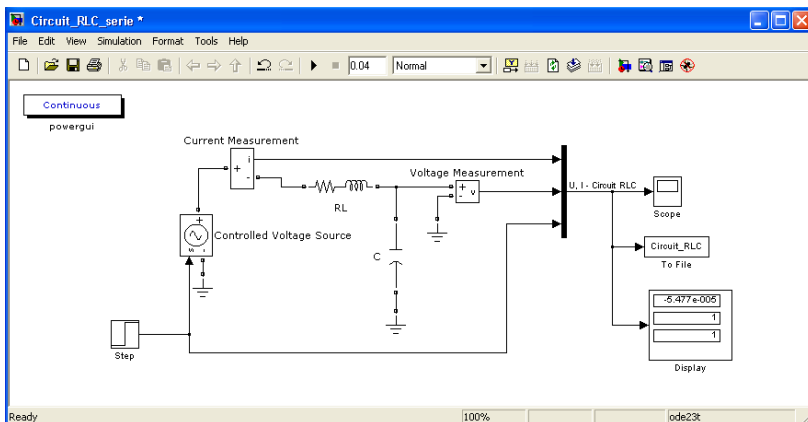 Circuit_RLC_serie *
File Edit View Simulation Format Tools Help
0.04 Normal
Continuous
powergui
Current Measurement
+ i
-
Voltage Measurement
+ v
-
U, I - Circuit RLC
Scope
RL
+
Controlled Voltage Source
C
Circuit_RLC
To File
-5.477e-005
1
1
Display
Step
Ready 100% ode23t